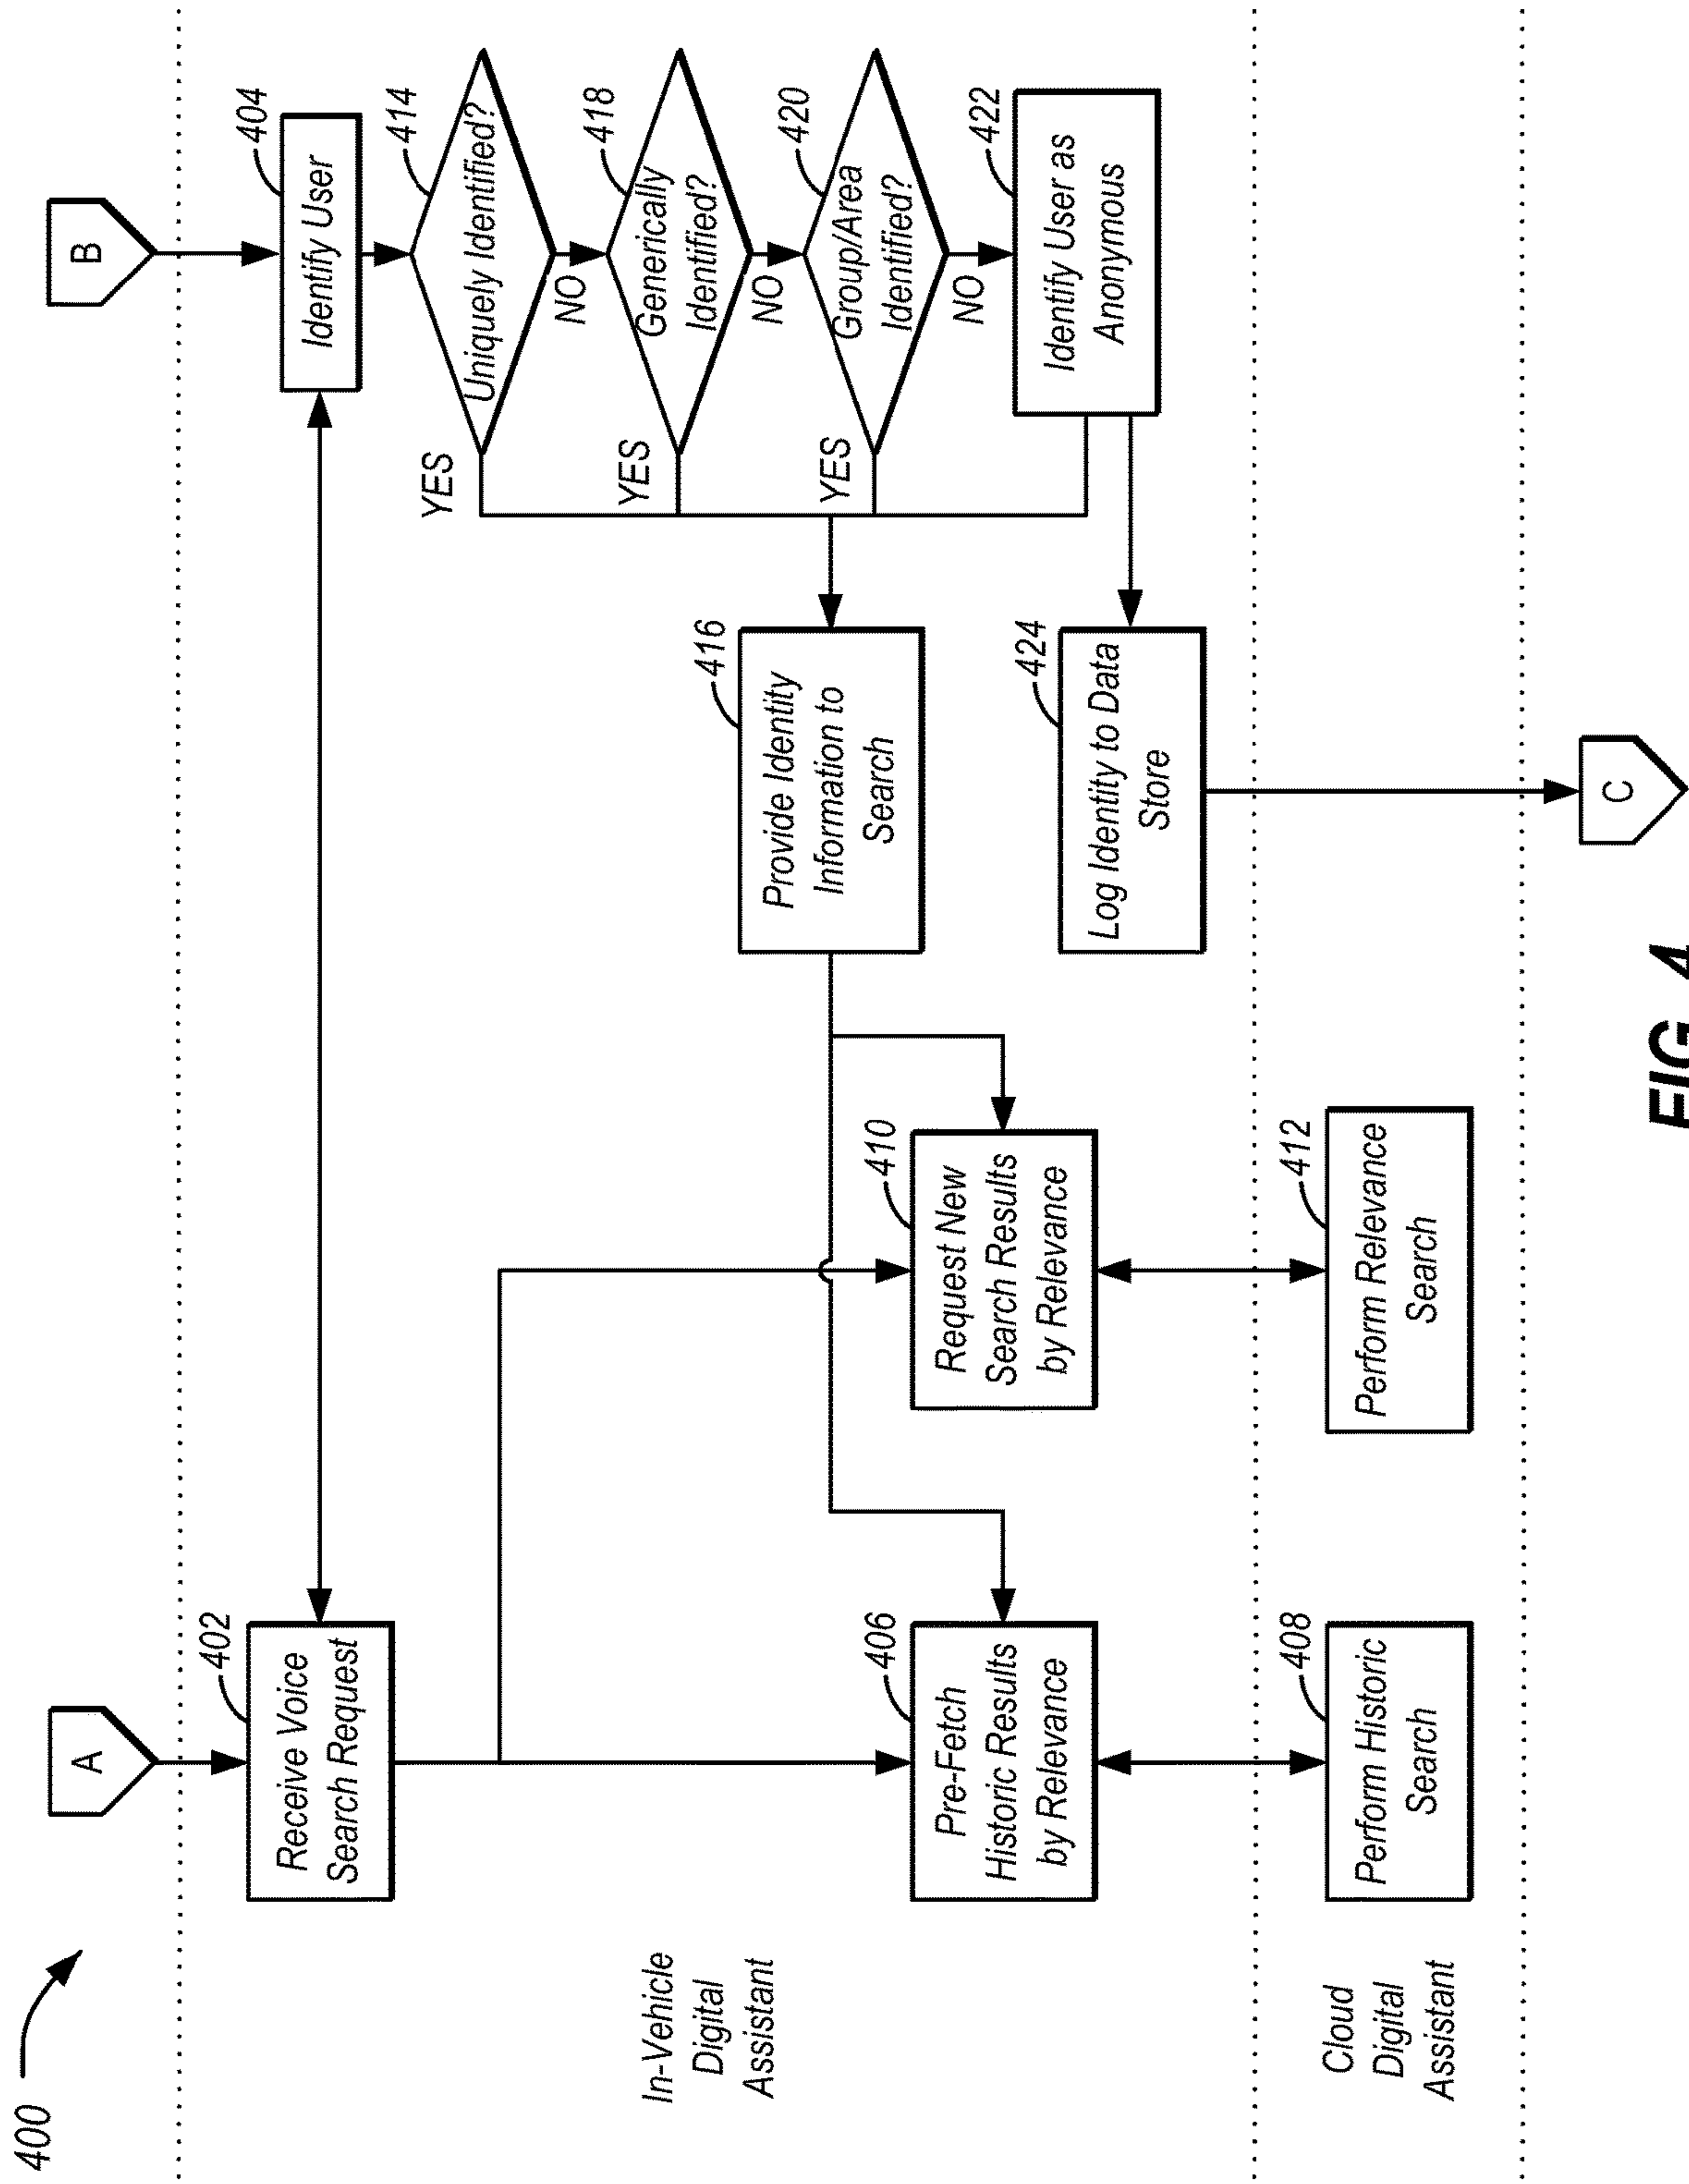 400
A
B
402
Receive Voice
Search Request
404
Identify User
414
Uniquely Identified?
YES
NO
418
Generically
Identified?
YES
NO
420
Group/Area
Identified?
YES
NO
422
Identify User as
Anonymous
416
Provide Identity
Information to
Search
424
Log Identity to Data
Store
In-Vehicle
Digital
Assistant
406
Pre-Fetch
Historic Results
by Relevance
410
Request New
Search Results
by Relevance
Cloud
Digital
Assistant
408
Perform Historic
Search
412
Perform Relevance
Search
C
FIG. 4